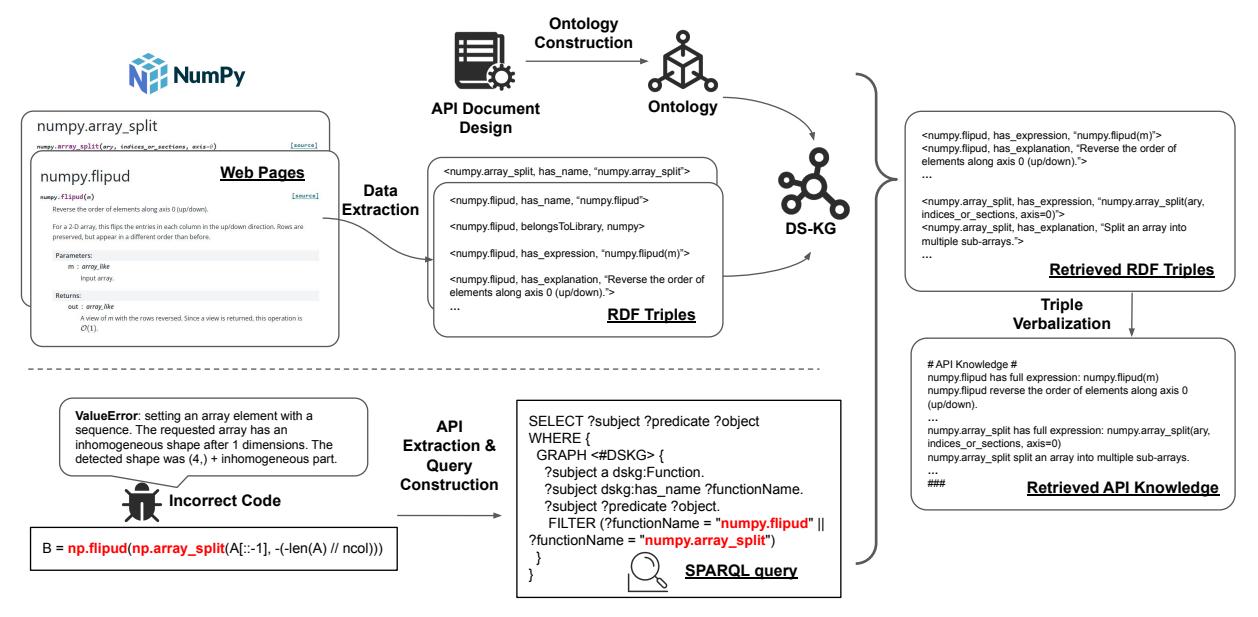 NumPy
numpy.array_split
numpy.array_split(ary, indices_or_sections, axis=0)
[source]
Web Pages
numpy.flipud
numpy.flipud(m)
[source]
Reverse the order of elements along axis 0 (up/down).
For a 2-D array, this flips the entries in each column in the up/down direction. Rows are
preserved, but appear in a different order than before.
Parameters:
m : array_like
Input array.
Returns:
out : array_like
A view of m with the rows reversed. Since a view is returned, this operation is
O(1).
Data
Extraction
API Document
Design
Ontology
Construction
Ontology
<numpy.array_split, has_name, “numpy.array_split”>
<numpy.flipud, has_name, “numpy.flipud”>
<numpy.flipud, belongsToLibrary, numpy>
<numpy.flipud, has_expression, “numpy.flipud(m)”>
<numpy.flipud, has_explanation, “Reverse the order of
elements along axis 0 (up/down).”>
...
RDF Triples
DS-KG
ValueError: setting an array element with a
sequence. The requested array has an
inhomogeneous shape after 1 dimensions. The
detected shape was (4,) + inhomogeneous part.
Incorrect Code
B = np.flipud(np.array_split(A[::-1], -(-len(A) // ncol)))
API
Extraction &
Query
Construction
SELECT ?subject ?predicate ?object
WHERE {
GRAPH <#DSKG> {
?subject a dskg:Function.
?subject dskg:has_name ?functionName.
?subject ?predicate ?object.
FILTER (?functionName = "numpy.flipud" ||
?functionName = "numpy.array_split")
}
}
SPARQL query
<numpy.flipud, has_expression, “numpy.flipud(m)”>
<numpy.flipud, has_explanation, “Reverse the order of
elements along axis 0 (up/down).”>
...
<numpy.array_split, has_expression, “numpy.array_split(ary,
indices_or_sections, axis=0)”>
<numpy.array_split, has_explanation, “Split an array into
multiple sub-arrays.”>
...
Retrieved RDF Triples
Triple
Verbalization
# API Knowledge #
numpy.flipud has full expression: numpy.flipud(m)
numpy.flipud reverse the order of elements along axis 0
(up/down).
...
numpy.array_split has full expression: numpy.array_split(ary,
indices_or_sections, axis=0)
numpy.array_split split an array into multiple sub-arrays.
...
###
Retrieved API Knowledge